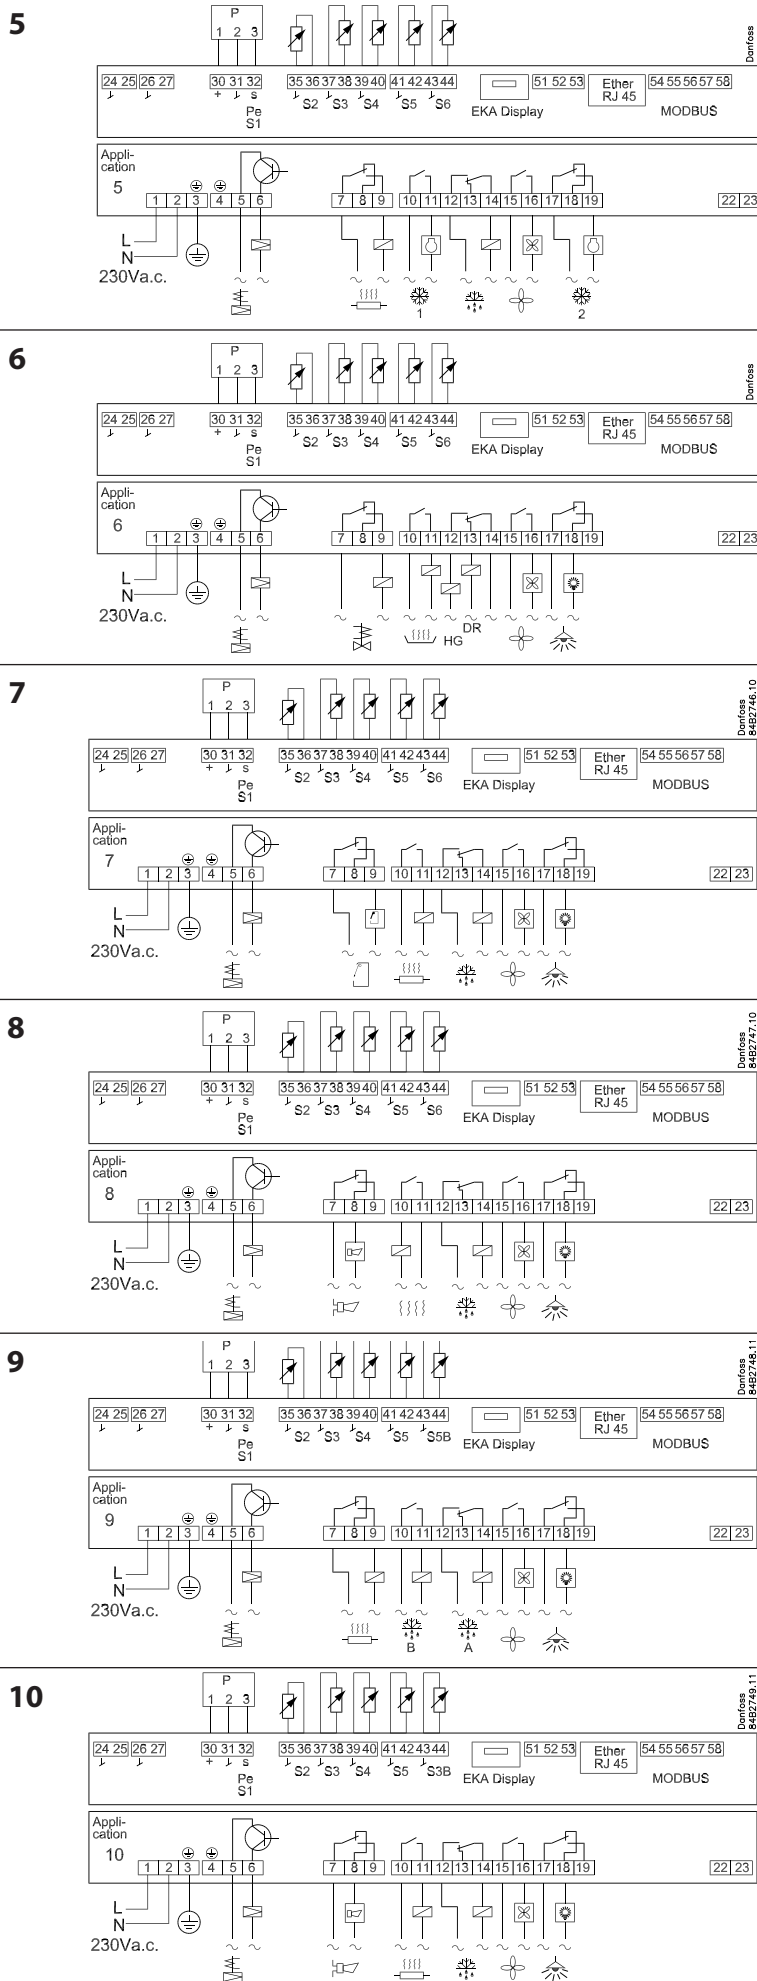 5
P
1 2 3
Danfoss
24 25 26 27 30 31 32 35 36 37 38 39 40 41 42 43 44 51 52 53 Ether 54 55 56 57 58
RJ 45
+ s S2 S3 S4 S5 S6
Pe EKA Display MODBUS
S1
Appli-
cation
5
1 2 3 4 5 6 7 8 9 10 11 12 13 14 15 16 17 18 19 22 23
L
N
230Va.c.
1 2
6
P
1 2 3
Danfoss
24 25 26 27 30 31 32 35 36 37 38 39 40 41 42 43 44 51 52 53 Ether 54 55 56 57 58
RJ 45
+ s S2 S3 S4 S5 S6
Pe EKA Display MODBUS
S1
Appli-
cation
6
1 2 3 4 5 6 7 8 9 10 11 12 13 14 15 16 17 18 19 22 23
L
N
230Va.c.
HG DR
7
P
1 2 3
Danfoss
84B2746.10
24 25 26 27 30 31 32 35 36 37 38 39 40 41 42 43 44 51 52 53 Ether 54 55 56 57 58
RJ 45
+ s S2 S3 S4 S5 S6
Pe EKA Display MODBUS
S1
Appli-
cation
7
1 2 3 4 5 6 7 8 9 10 11 12 13 14 15 16 17 18 19 22 23
L
N
230Va.c.
8
P
1 2 3
Danfoss
84B2747.10
24 25 26 27 30 31 32 35 36 37 38 39 40 41 42 43 44 51 52 53 Ether 54 55 56 57 58
RJ 45
+ s S2 S3 S4 S5 S6
Pe EKA Display MODBUS
S1
Appli-
cation
8
1 2 3 4 5 6 7 8 9 10 11 12 13 14 15 16 17 18 19 22 23
L
N
230Va.c.
9
P
1 2 3
Danfoss
84B2748.11
24 25 26 27 30 31 32 35 36 37 38 39 40 41 42 43 44 51 52 53 Ether 54 55 56 57 58
RJ 45
+ s S2 S3 S4 S5 S5B
Pe EKA Display MODBUS
S1
Appli-
cation
9
1 2 3 4 5 6 7 8 9 10 11 12 13 14 15 16 17 18 19 22 23
L
N
230Va.c.
B A
10
P
1 2 3
Danfoss
84B2749.11
24 25 26 27 30 31 32 35 36 37 38 39 40 41 42 43 44 51 52 53 Ether 54 55 56 57 58
RJ 45
+ s S2 S3 S4 S5 S3B
Pe EKA Display MODBUS
S1
Appli-
cation
10
1 2 3 4 5 6 7 8 9 10 11 12 13 14 15 16 17 18 19 22 23
L
N
230Va.c.